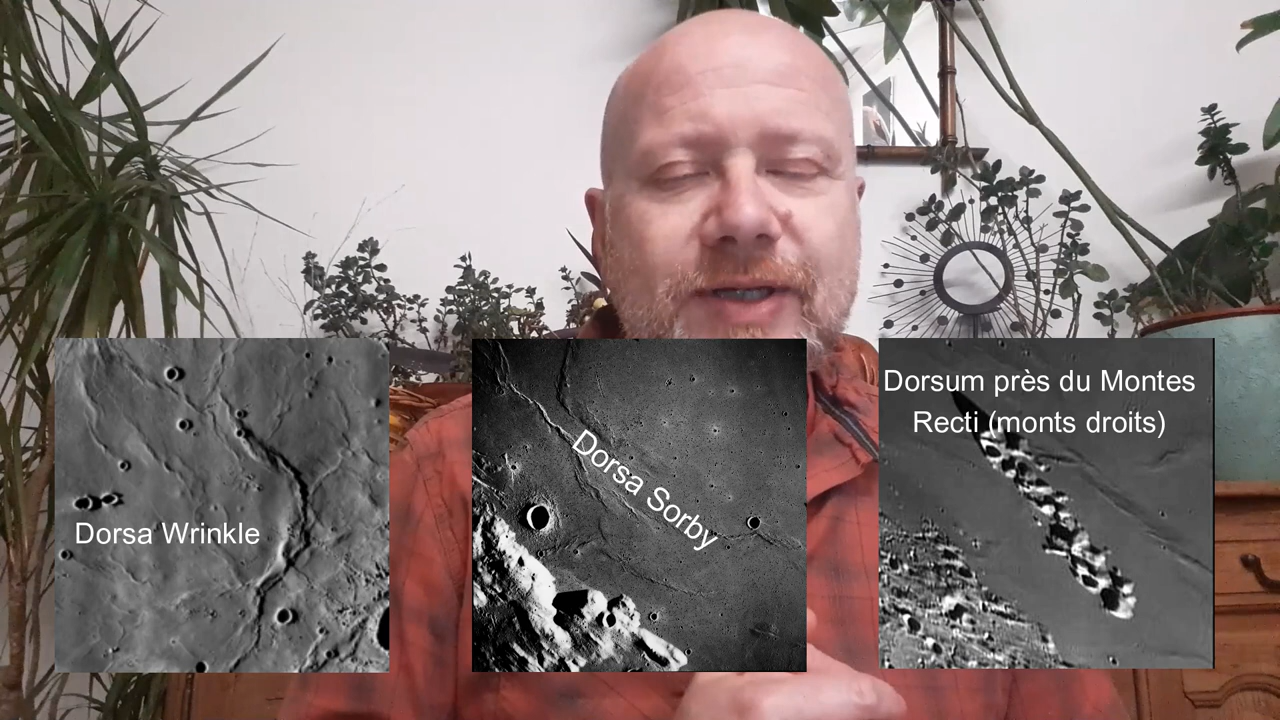 Dorsa Wrinkle
Dorsa Sorby
Dorsum près du Montes
Recti (monts droits)